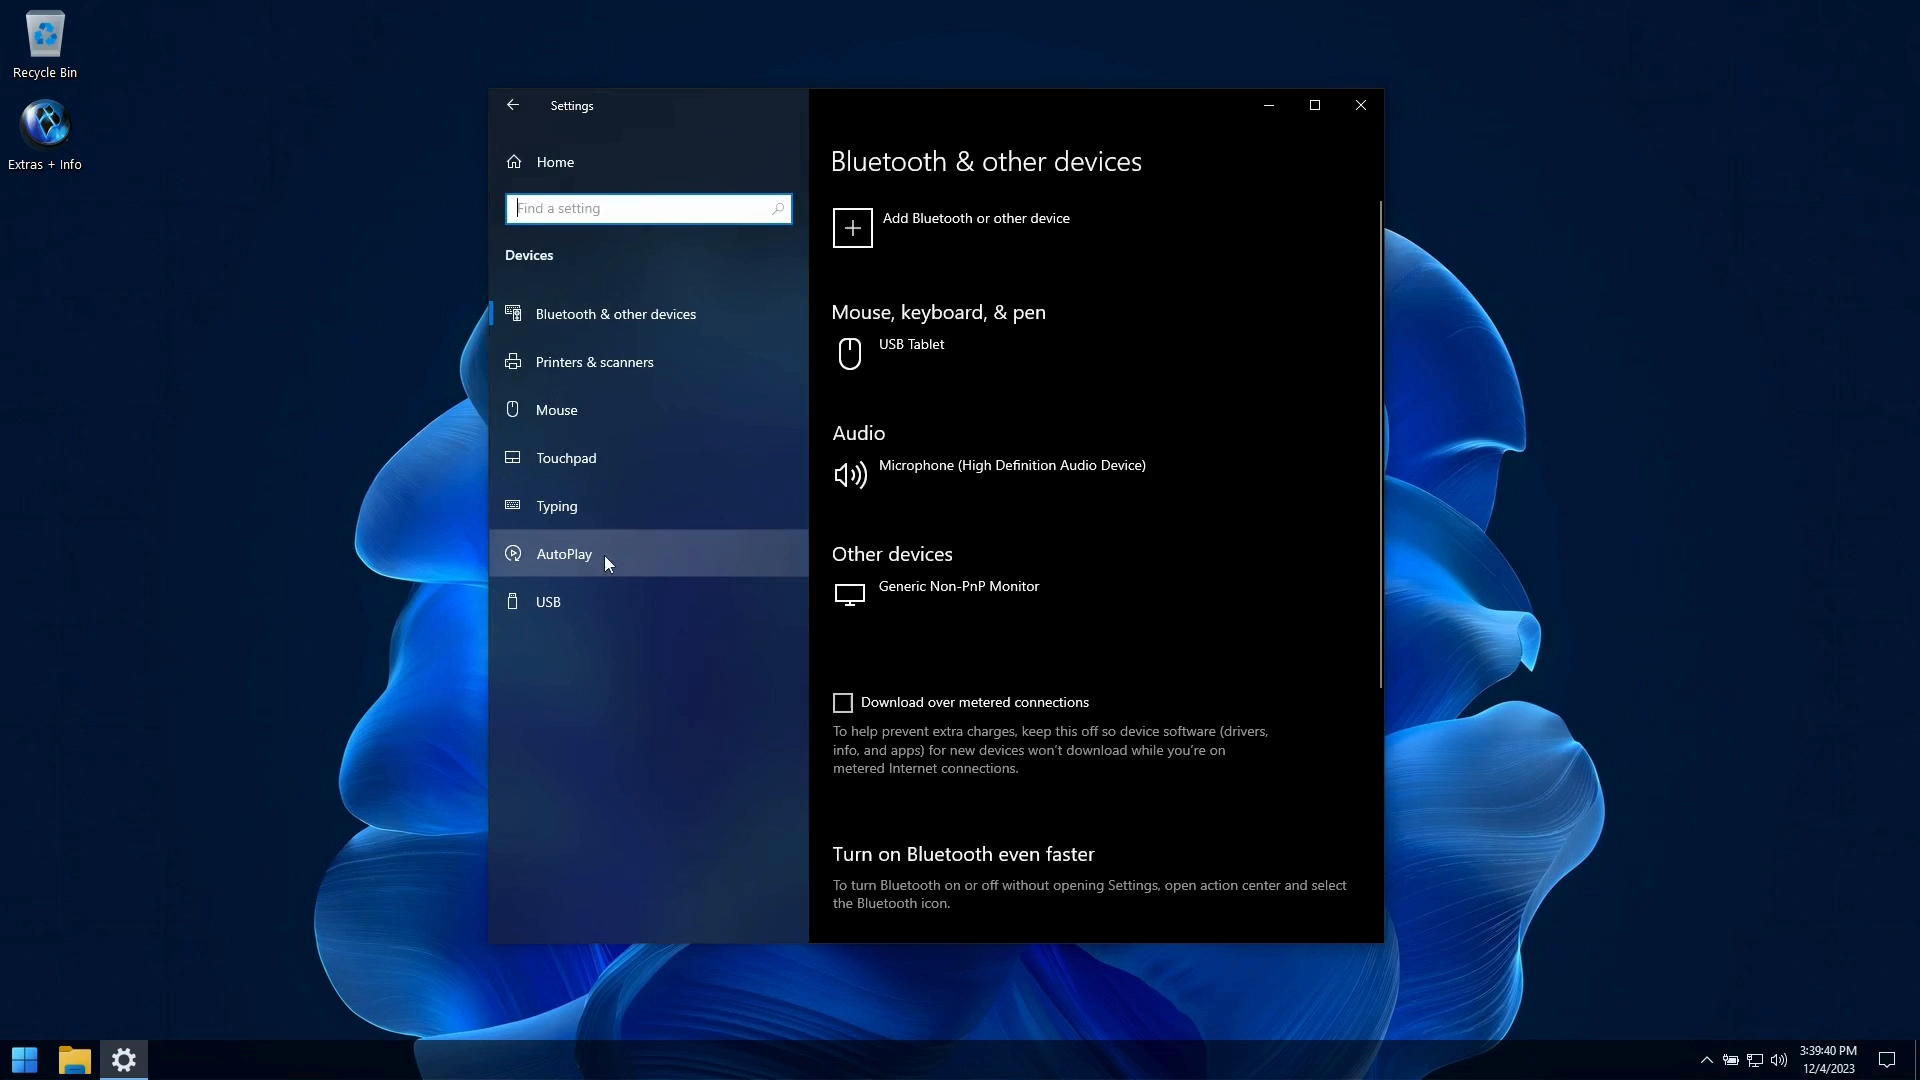 Recycle Bin
Extras + Info
Settings
Home
Find a setting
Devices
Bluetooth & other devices
Printers & scanners
Mouse
Touchpad
Typing
AutoPlay
USB
Bluetooth & other devices
Add Bluetooth or other device
Mouse, keyboard, & pen
USB Tablet
Audio
Microphone (High Definition Audio Device)
Other devices
Generic Non-PnP Monitor
Download over metered connections
To help prevent extra charges, keep this off so device software (drivers,
info, and apps) for new devices won't download while you're on
metered Internet connections.
Turn on Bluetooth even faster
To turn Bluetooth on or off without opening Settings, open action center and select
the Bluetooth icon.
3:39:40 PM
12/4/2023